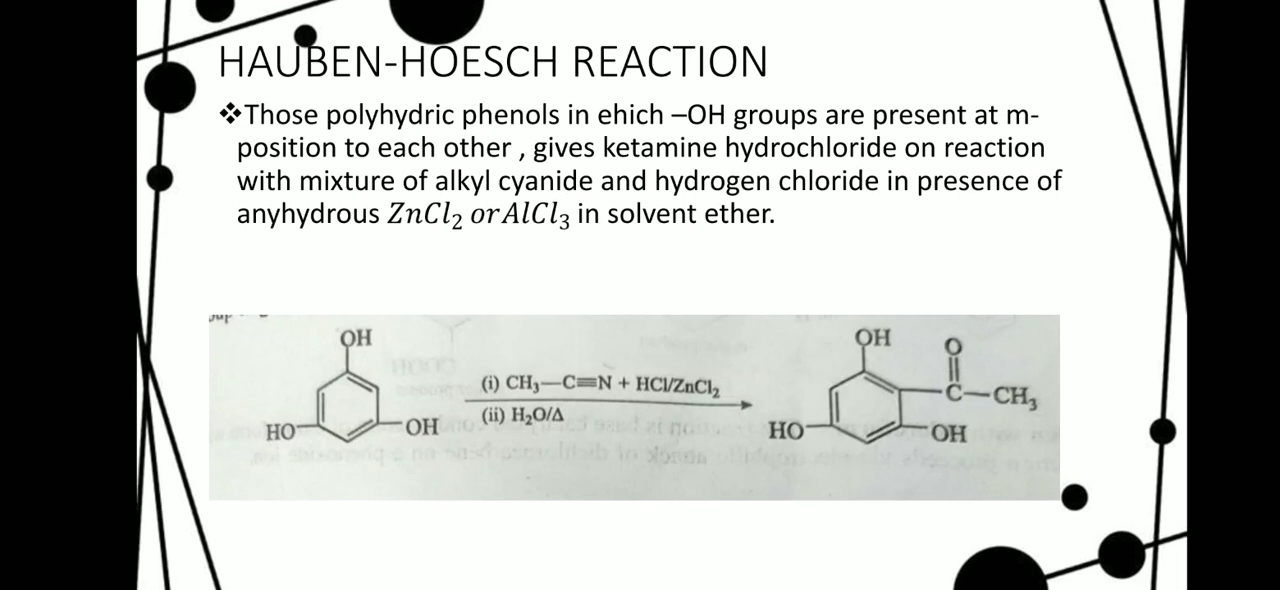 HAUBEN-HOESCH REACTION
❖Those polyhydric phenols in ehich –OH groups are present at m-
position to each other , gives ketamine hydrochloride on reaction
with mixture of alkyl cyanide and hydrogen chloride in presence of
anyhydrous ZnCl₂ or AlCl₃ in solvent ether.
OH
HO
OH
(i) CH₃—C≡N + HCl/ZnCl₂
(ii) H₂O/Δ
OH
O
C—CH₃
HO
OH